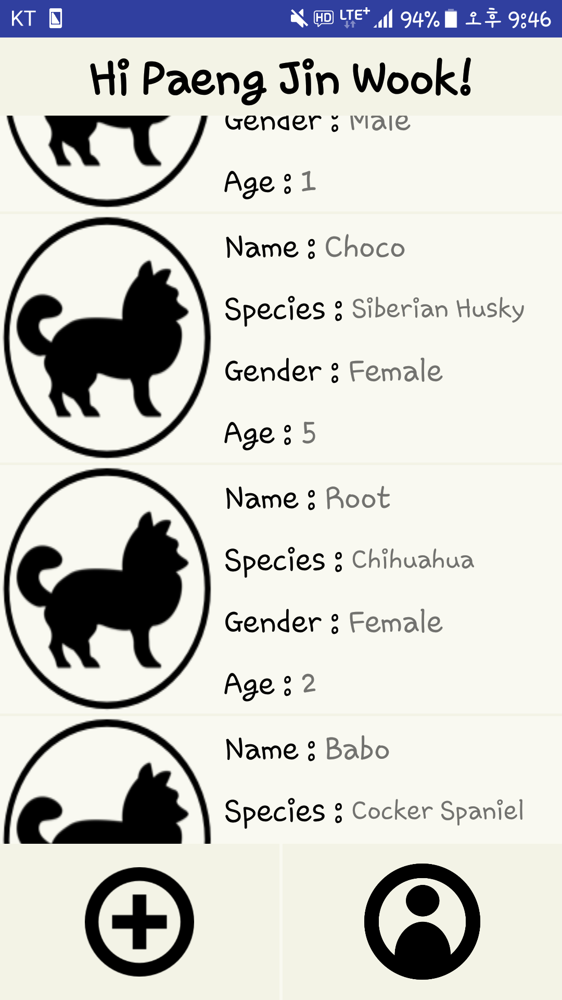 KT HD LTE+ 94% 오후 9:46
Hi Paeng Jin Wook!
Gender : Male
Age : 1
Name : Choco
Species : Siberian Husky
Gender : Female
Age : 5
Name : Root
Species : Chihuahua
Gender : Female
Age : 2
Name : Babo
Species : Cocker Spaniel